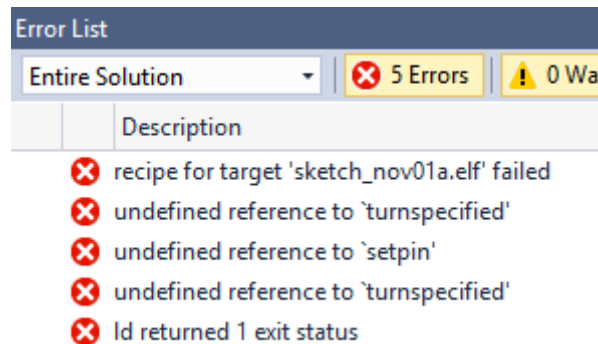 Error List
Entire Solution 5 Errors 0 Wa
Description
recipe for target 'sketch_nov01a.elf' failed
undefined reference to `turnspecified'
undefined reference to `setpin'
undefined reference to `turnspecified'
ld returned 1 exit status